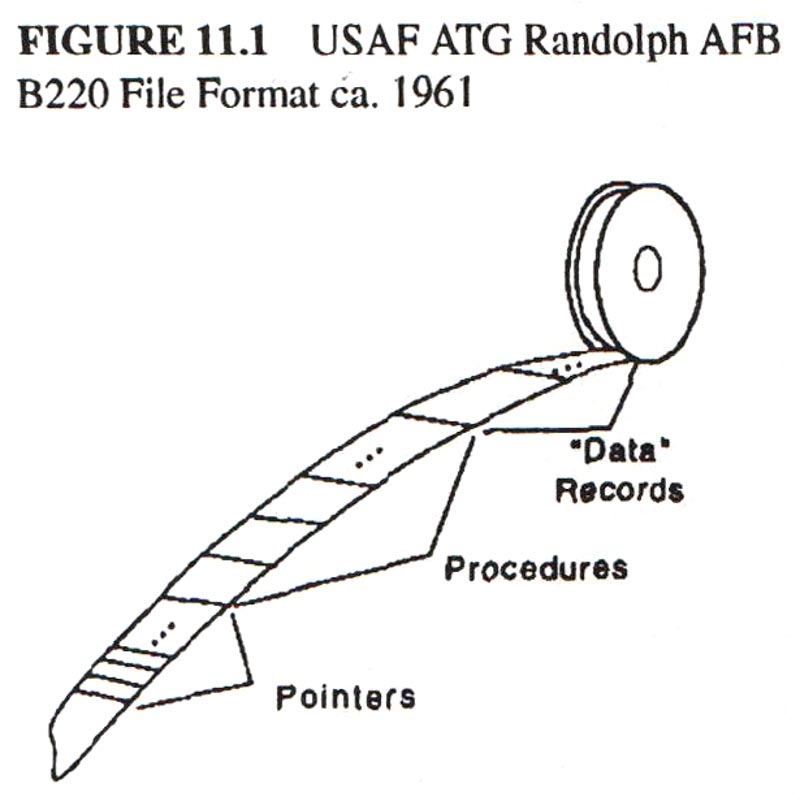 FIGURE 11.1 USAF ATG Randolph AFB
B220 File Format ca. 1961
"Data"
Records
Procedures
Pointers